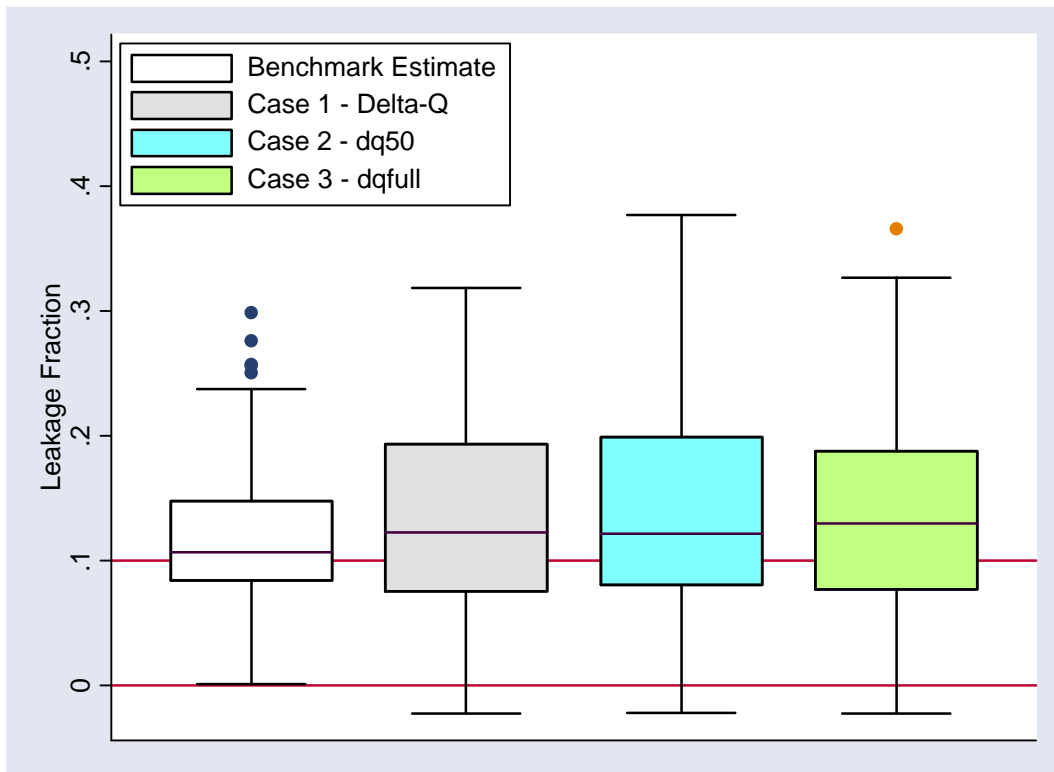 Benchmark Estimate
Case 1 - Delta-Q
Case 2 - dq50
Case 3 - dqfull
Leakage Fraction
.5
.4
.3
.2
.1
0